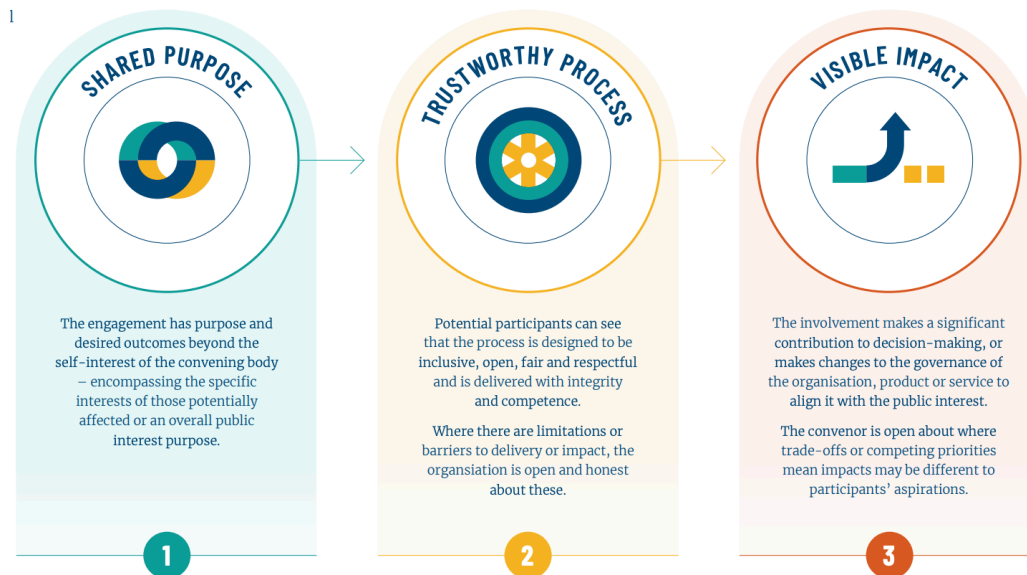 l
SHARED PURPOSE
The engagement has purpose and
desired outcomes beyond the
self-interest of the convening body
– encompassing the specific
interests of those potentially
affected or an overall public
interest purpose.
1
TRUSTWORTHY PROCESS
Potential participants can see
that the process is designed to be
inclusive, open, fair and respectful
and is delivered with integrity
and competence.
Where there are limitations or
barriers to delivery or impact, the
organsiation is open and honest
about these.
2
VISIBLE IMPACT
The involvement makes a significant
contribution to decision-making, or
makes changes to the governance of
the organisation, product or service to
align it with the public interest.
The convenor is open about where
trade-offs or competing priorities
mean impacts may be different to
participants’ aspirations.
3